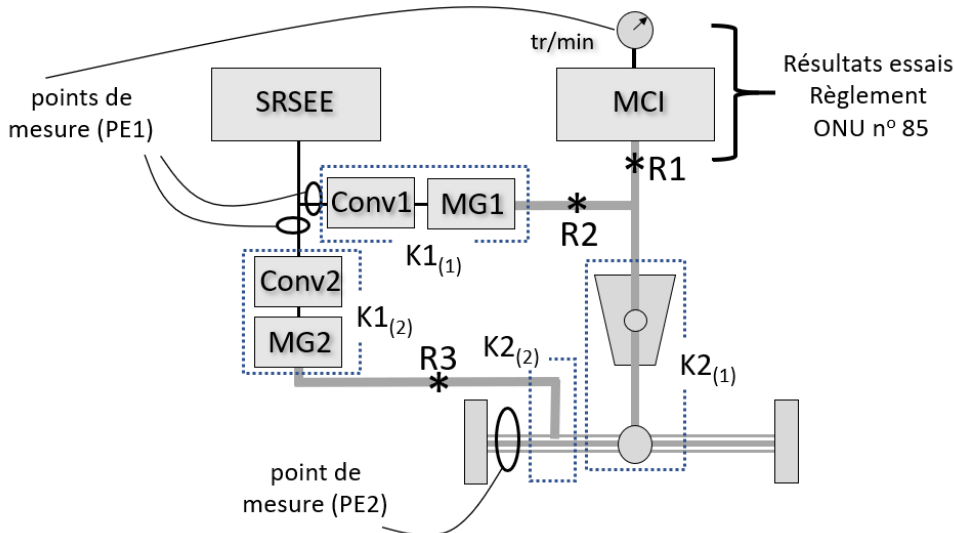 tr/min
points de
mesure (PE1)
SRSEE
MCI
Résultats essais
Règlement
ONU nº 85
*R1
Conv1
MG1
*
R2
K1(1)
Conv2
MG2
K1(2)
R3
*
K2(2)
K2(1)
point de
mesure (PE2)